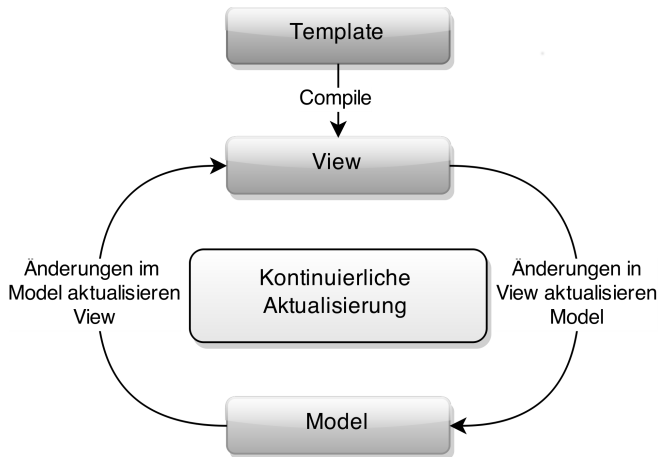 Template
Compile
View
Änderungen im
Model aktualisieren
View
Kontinuierliche
Aktualisierung
Änderungen in
View aktualisieren
Model
Model